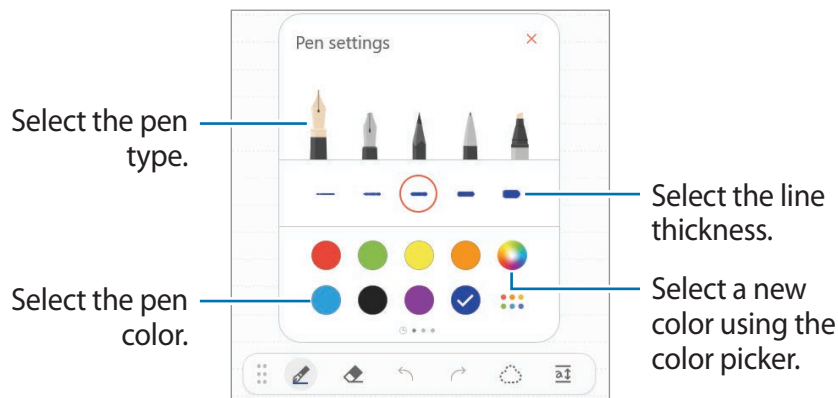 Pen settings
Select the pen
type.
Select the line
thickness.
Select the pen
color.
Select a new
color using the
color picker.
a